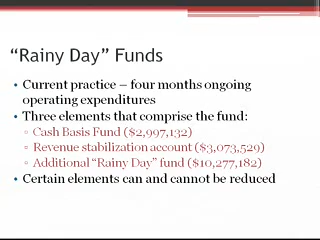 “Rainy Day” Funds
• Current practice – four months ongoing
operating expenditures
• Three elements that comprise the fund:
▫ Cash Basis Fund ($2,997,132)
▫ Revenue stabilization account ($3,073,529)
▫ Additional “Rainy Day” fund ($10,277,182)
• Certain elements can and cannot be reduced